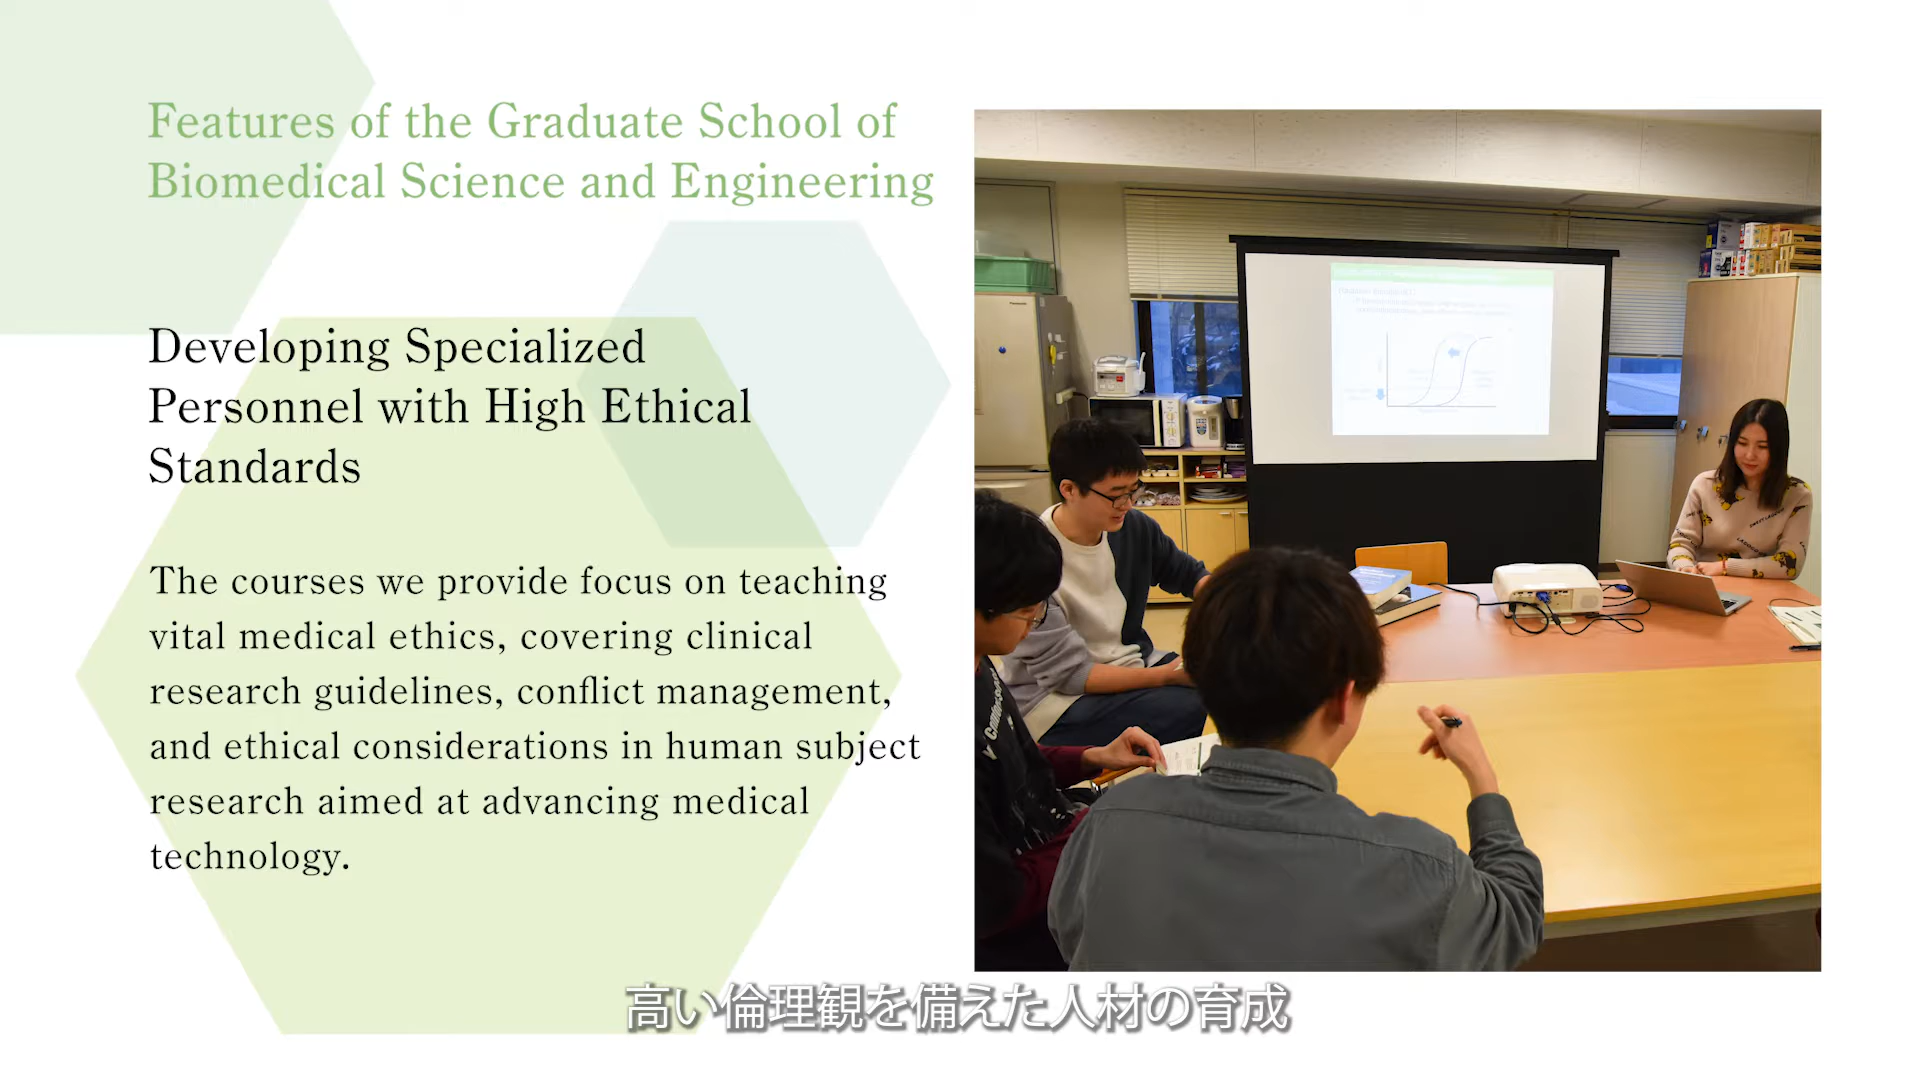 Features of the Graduate School of
Biomedical Science and Engineering
Developing Specialized
Personnel with High Ethical
Standards
The courses we provide focus on teaching
vital medical ethics, covering clinical
research guidelines, conflict management,
and ethical considerations in human subject
research aimed at advancing medical
technology.
高い倫理観を備えた人材の育成